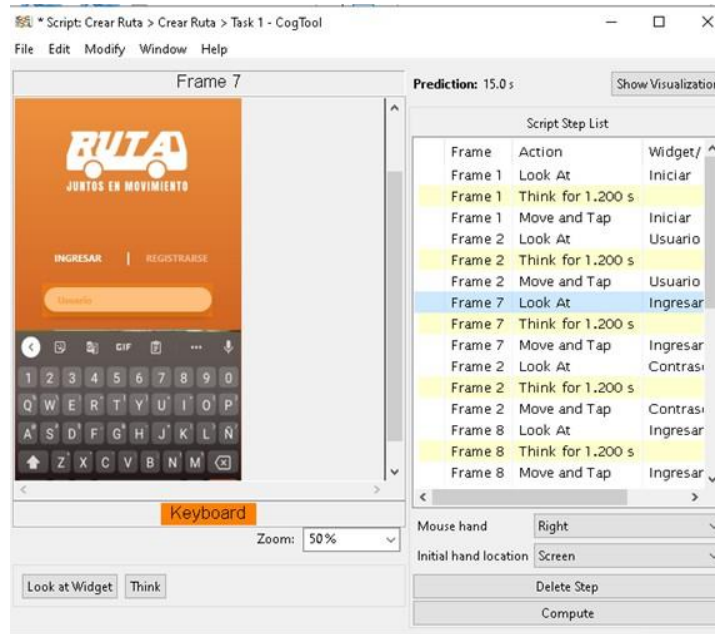 * Script: Crear Ruta > Crear Ruta > Task 1 - CogTool
File Edit Modify Window Help
Frame 7
RUTA
JUNTOS EN MOVIMIENTO
INGRESAR | REGISTRARSE
Usuario
GIF
1 2 3 4 5 6 7 8 9 0
Q W E R T Y U I O P
A S D F G H J K L Ñ
Z X C V B N M
Keyboard
Zoom: 50%
Look at Widget Think
Prediction: 15.0 s Show Visualization
Script Step List
Frame Action Widget/
Frame 1 Look At Iniciar
Frame 1 Think for 1.200 s
Frame 1 Move and Tap Iniciar
Frame 2 Look At Usuario
Frame 2 Think for 1.200 s
Frame 2 Move and Tap Usuario
Frame 7 Look At Ingresar
Frame 7 Think for 1.200 s
Frame 7 Move and Tap Ingresar
Frame 2 Look At Contras
Frame 2 Think for 1.200 s
Frame 2 Move and Tap Contras
Frame 8 Look At Ingresar
Frame 8 Think for 1.200 s
Frame 8 Move and Tap Ingresar
Mouse hand Right
Initial hand location Screen
Delete Step
Compute